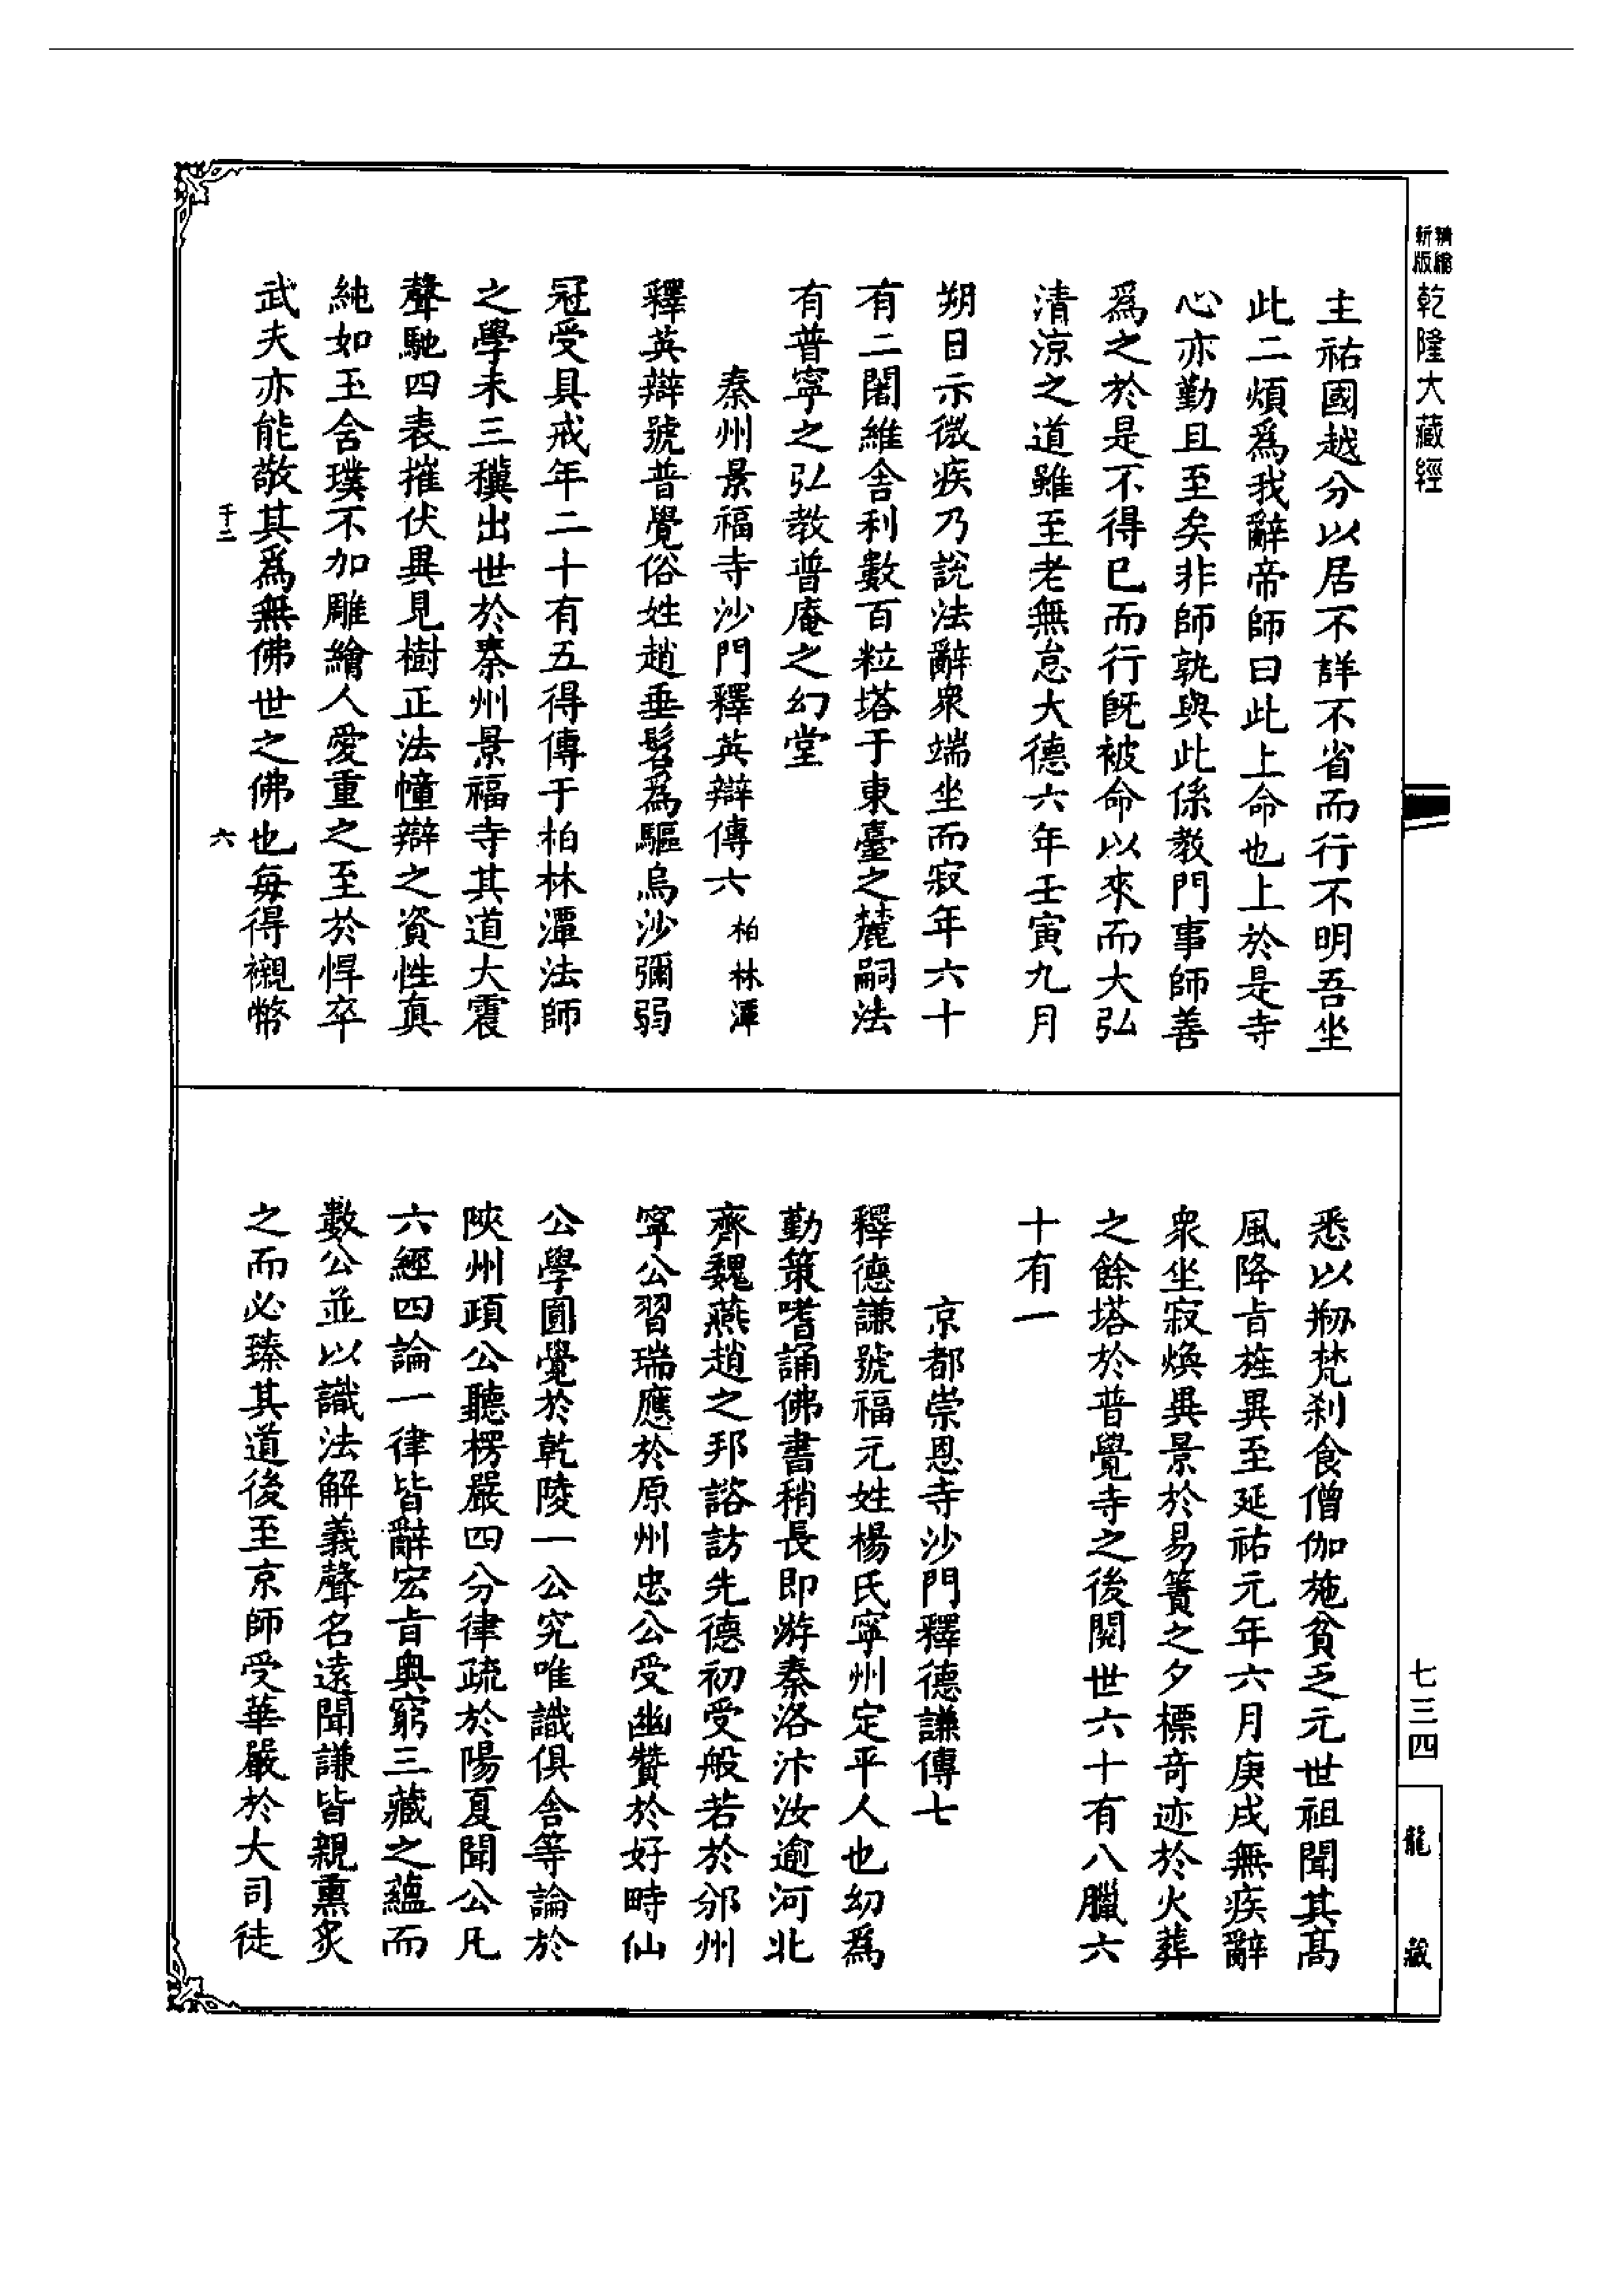 精縮
新版
乾隆大藏經
主祐國越分以居不詳不省而行不明吾坐
此二煩爲我辭帝師曰此上命也上於是寺
心亦勤且至矣非師孰與此係教門事師善
爲之於是不得已而行既被命以來而大弘
清涼之道雖至老無怠大德六年壬寅九月
朔日示微疾乃說法辭衆端坐而寂年六十
有二闍維舍利數百粒塔于東臺之麓嗣法
有普寧之弘教普庵之幻堂
秦州景福寺沙門釋英辯傳六 柏林潭
釋英辯號普覺俗姓趙垂髫爲驅烏沙彌弱
冠受具戒年二十有五得傳于柏林潭法師
之學未三穰出世於秦州景福寺其道大震
聲馳四表摧伏異見樹正法幢辯之資性真
純如玉含璞不加雕繪人愛重之至於悍卒
武夫亦能敬其爲無佛世之佛也每得襯幣
千二
六
悉以剏梵剎食僧伽施貧乏元世祖聞其高
風降旨旌異至延祐元年六月庚戌無疾辭
衆坐寂煥異景於易簀之夕標奇迹於火葬
之餘塔於普覺寺之後閱世六十有八臘六
十有一
京都崇恩寺沙門釋德謙傳七
釋德謙號福元姓楊氏寧州定平人也幼爲
勤策嗜誦佛書稍長即游秦洛汴汝逾河北
齊魏燕趙之邦諮訪先德初受般若於邠州
寧公習瑞應於原州忠公受幽贊於好畤仙
公學圓覺於乾陵一公究唯識俱舍等論於
陝州頙公聽楞嚴四分律疏於陽夏聞公凡
六經四論一律皆辭宏旨奧窮三藏之蘊而
數公並以識法解義聲名遠聞謙皆親熏炙
之而必臻其道後至京師受華嚴於大司徒
七三四
龍藏